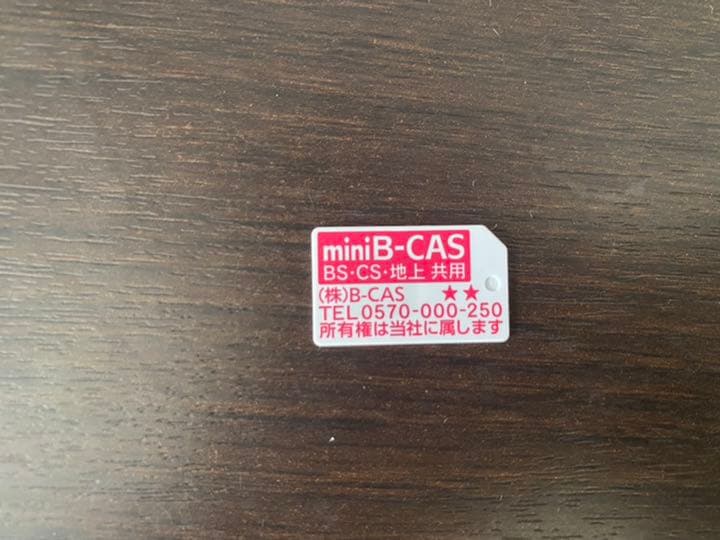 miniB-CAS
BS・CS・地上 共用
(株)B-CAS ★★
TEL 0570-000-250
所有権は当社に属します